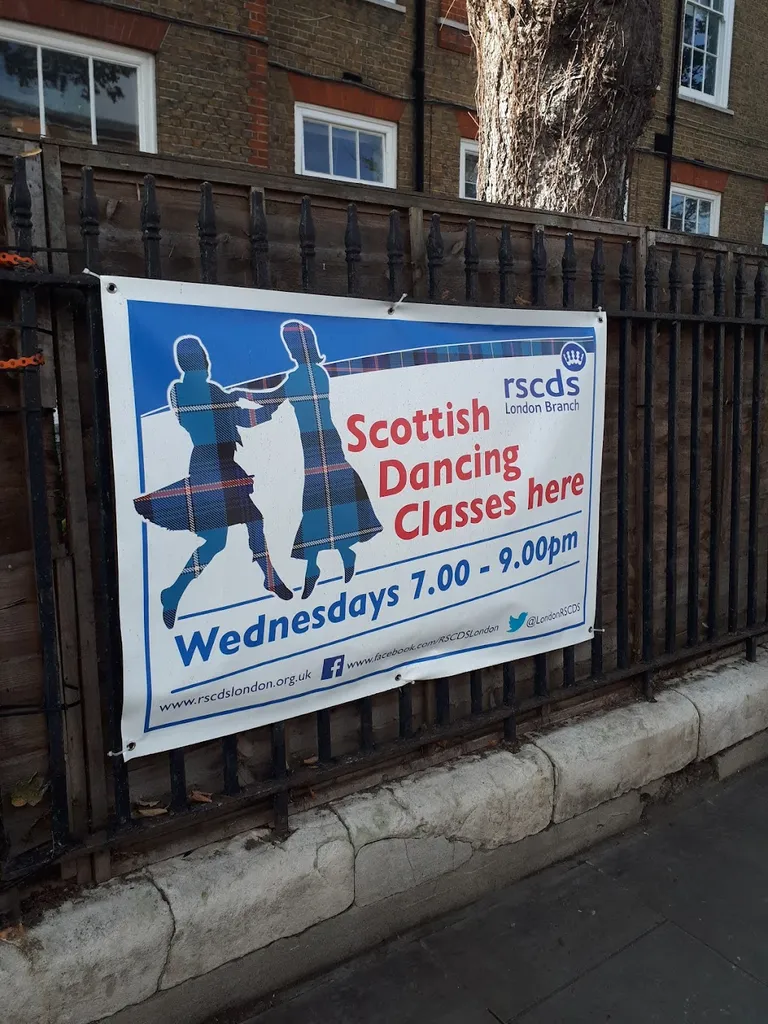 rscds
London Branch
Scottish
Dancing
Classes here
Wednesdays 7.00 - 9.00pm
www.rscdslondon.org.uk f www.facebook.com/RSCDSLondon @LondonRSCDS